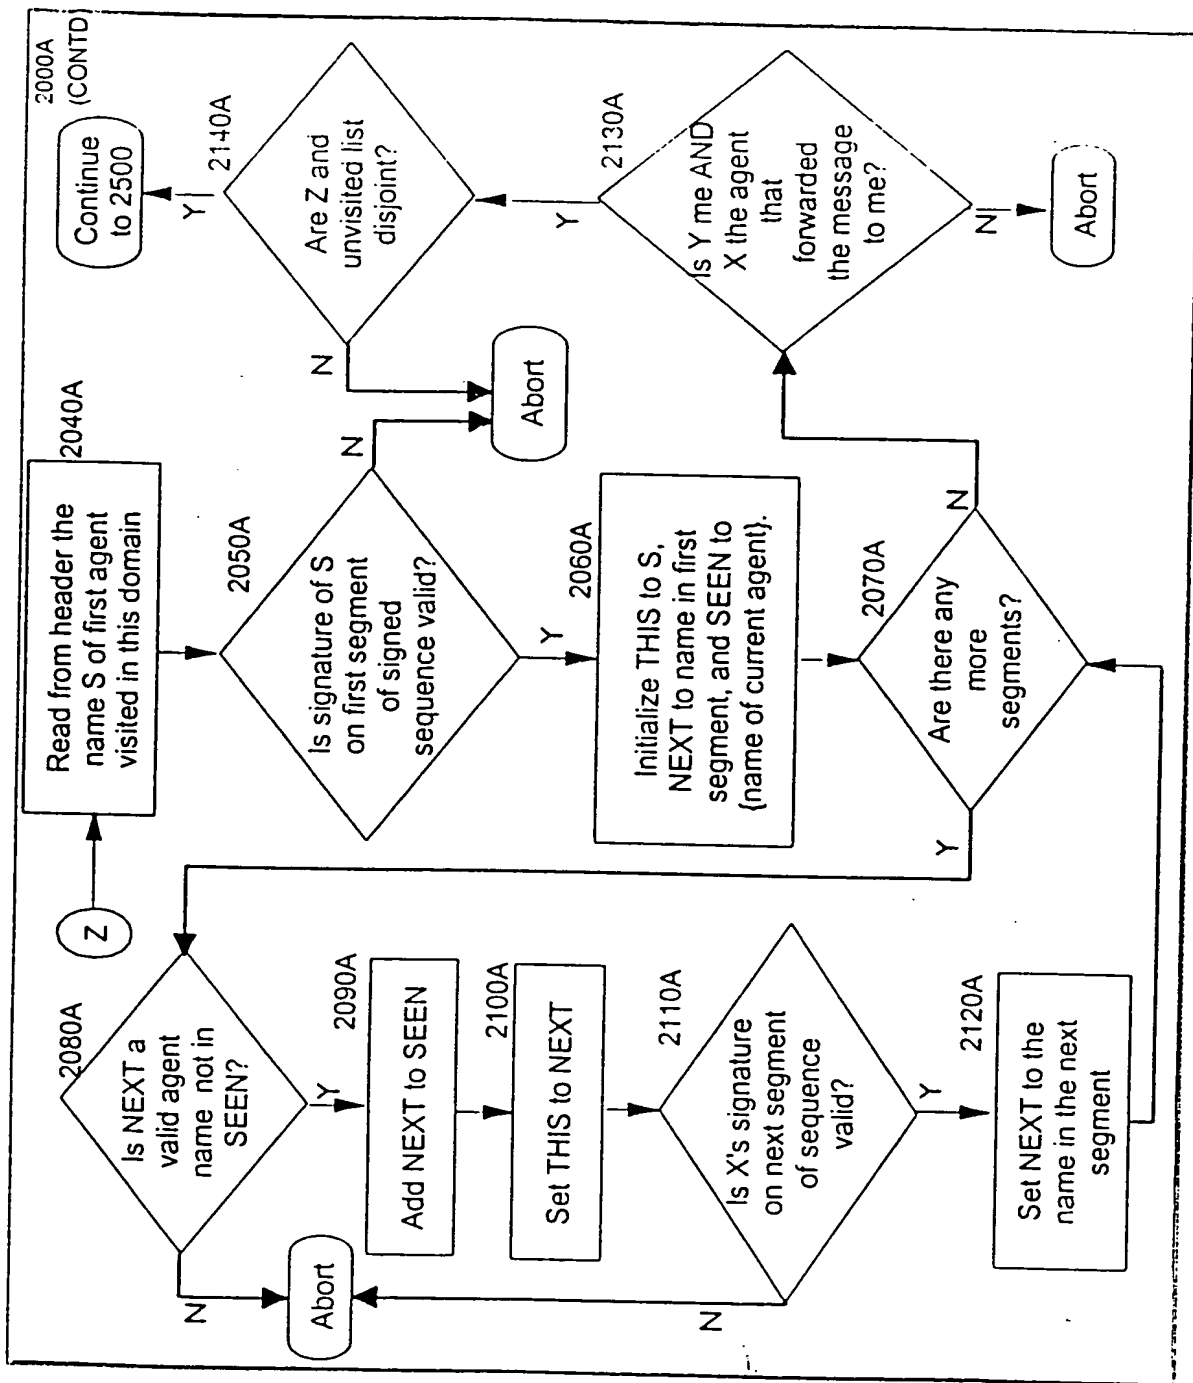 2000A
(CONTD)
Z
2040A
Read from header the
name S of first agent
visited in this domain
2050A
Is signature of S
on first segment
of signed
sequence valid?
N
Y
Abort
2060A
Initialize THIS to S,
NEXT to name in first
segment, and SEEN to
{name of current agent}.
2070A
Are there any
more
segments?
Y
N
2080A
Is NEXT a
valid agent
name not in
SEEN?
N
Y
Abort
2090A
Add NEXT to SEEN
2100A
Set THIS to NEXT
2110A
Is X's signature
on next segment
of sequence
valid?
N
Y
2120A
Set NEXT to the
name in the next
segment
2130A
Is Y me AND
X the agent
that
forwarded
the message
to me?
Y
N
Abort
2140A
Are Z and
unvisited list
disjoint?
N
Y
Continue
to 2500